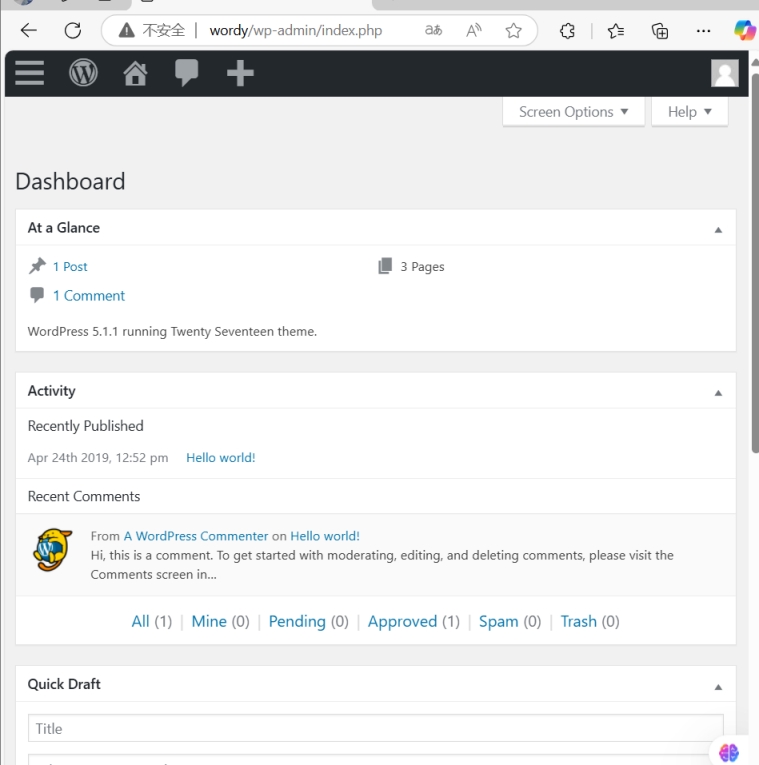 不安全 wordy/wp-admin/index.php aあ A
Screen Options ▼ Help ▼
Dashboard
At a Glance
1 Post 3 Pages
1 Comment
WordPress 5.1.1 running Twenty Seventeen theme.
Activity
Recently Published
Apr 24th 2019, 12:52 pm Hello world!
Recent Comments
From A WordPress Commenter on Hello world!
Hi, this is a comment. To get started with moderating, editing, and deleting comments, please visit the
Comments screen in...
All (1) | Mine (0) | Pending (0) | Approved (1) | Spam (0) | Trash (0)
Quick Draft
Title